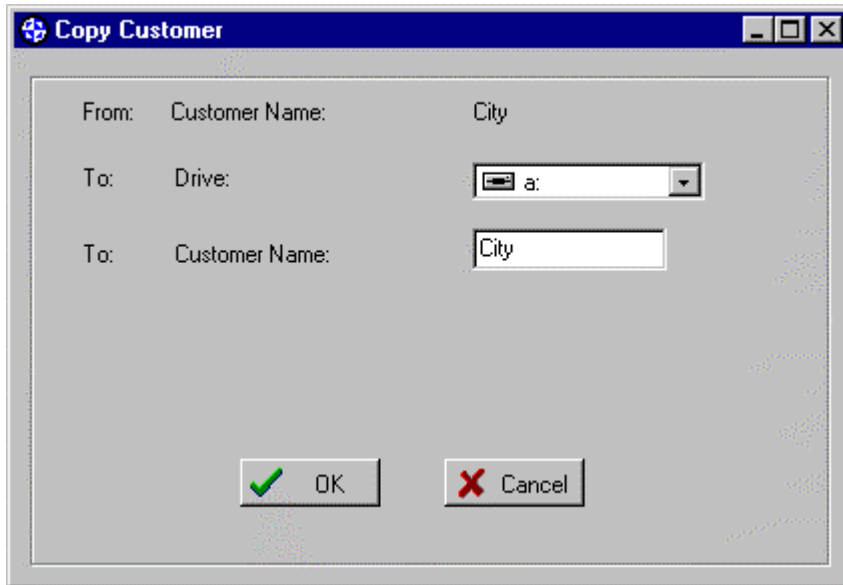 Copy Customer
From: Customer Name: City
To: Drive: a:
To: Customer Name: City
OK Cancel